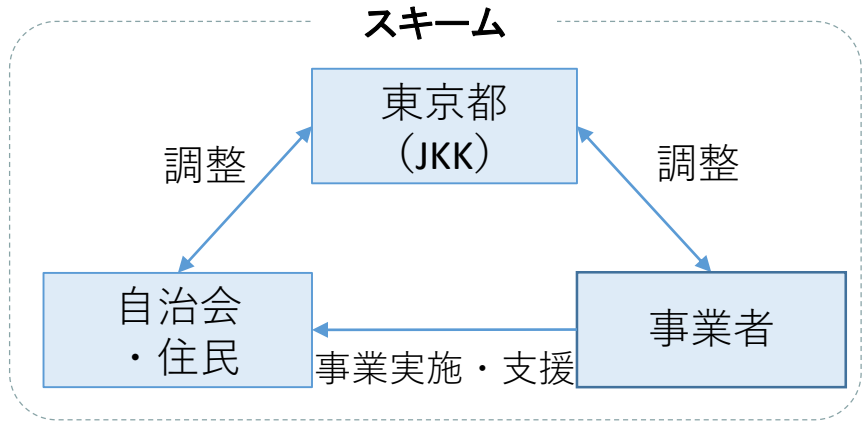 スキーム
東京都
（JKK）
調整
調整
自治会
・住民
事業者
事業実施・支援